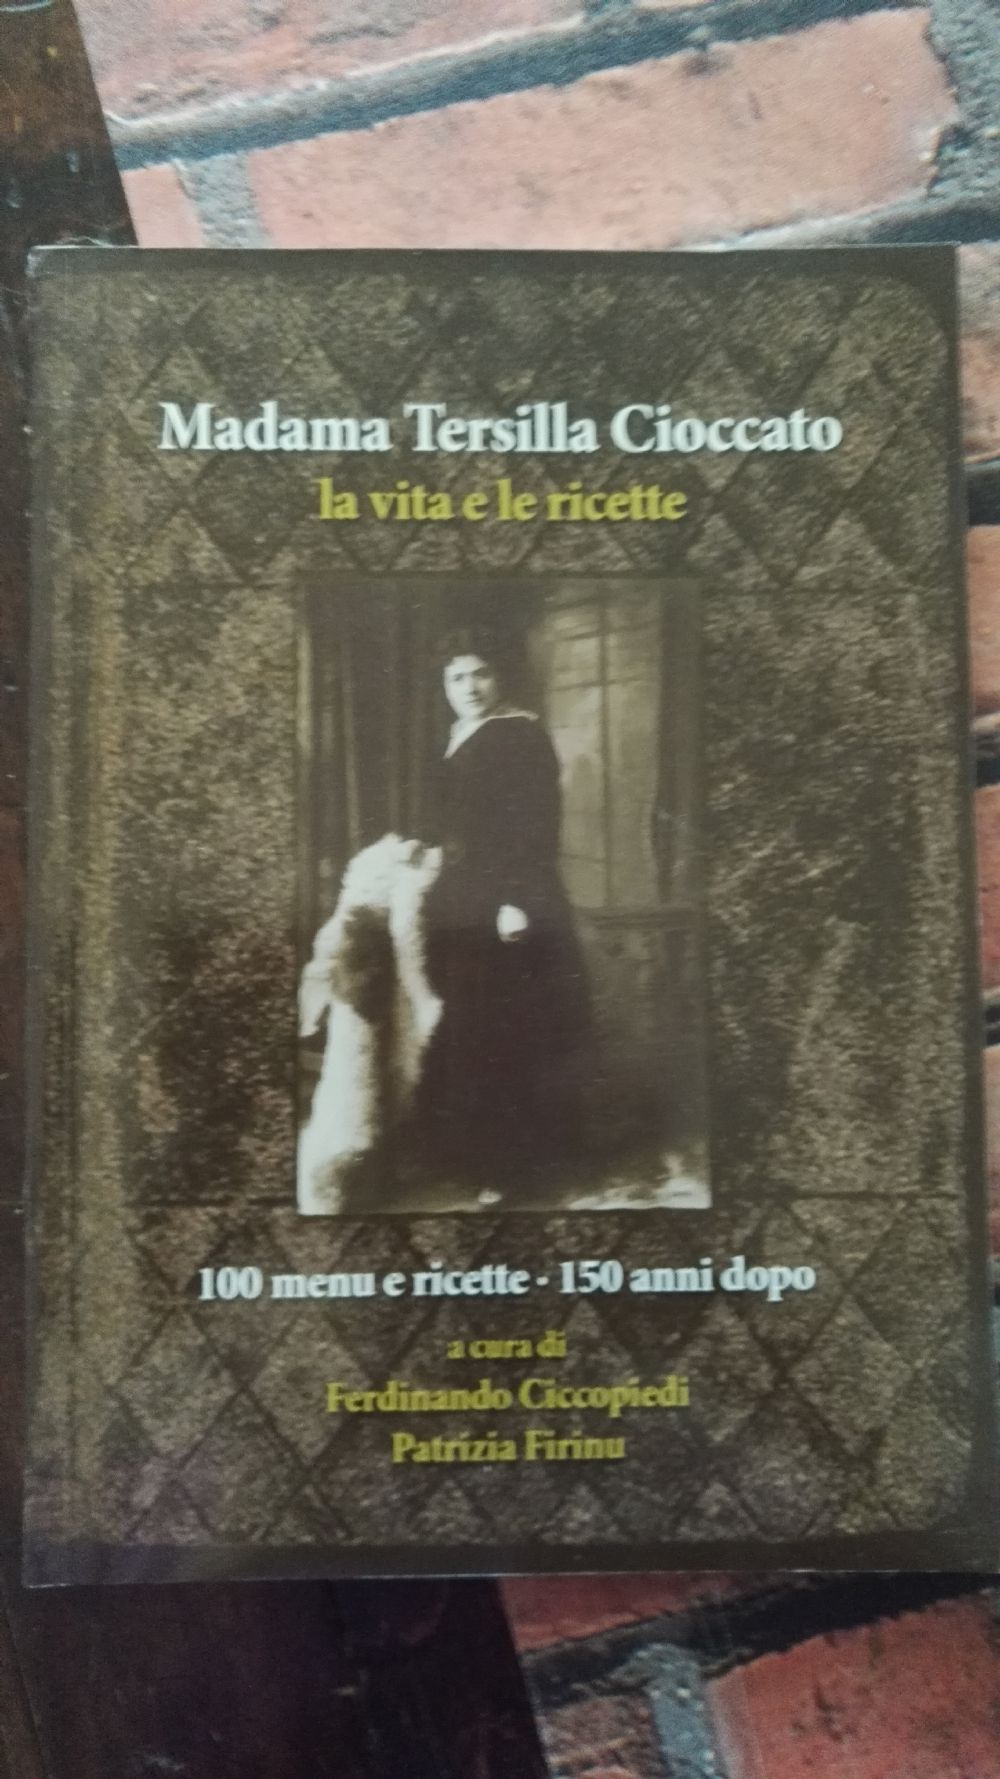 Madama Tersilla Cioccato
la vita e le ricette
100 menu e ricette · 150 anni dopo
a cura di
Ferdinando Ciccopiedi
Patrizia Firinu